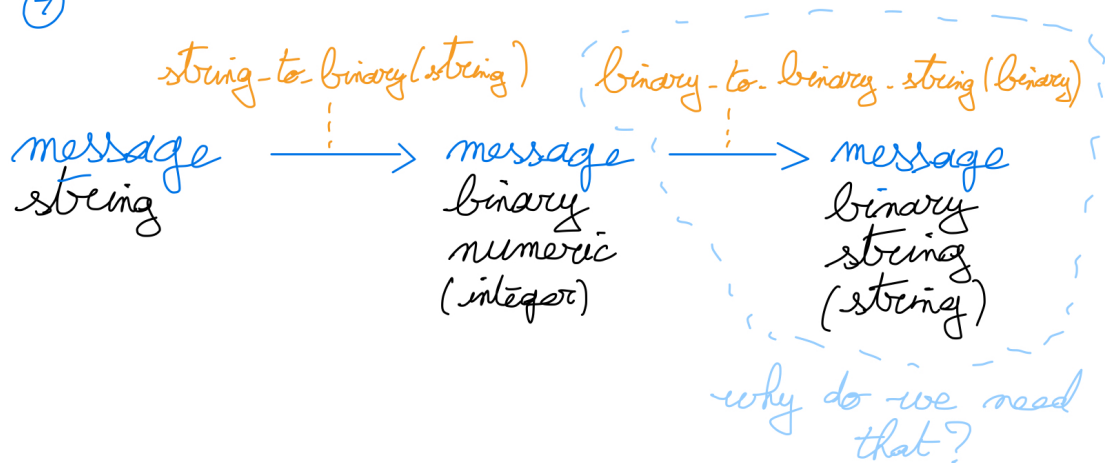 string_to_binary(string)
binary_to_binary_string(binary)
message
string
message
binary
numeric
(integer)
message
binary
string
(string)
why do we need
that?